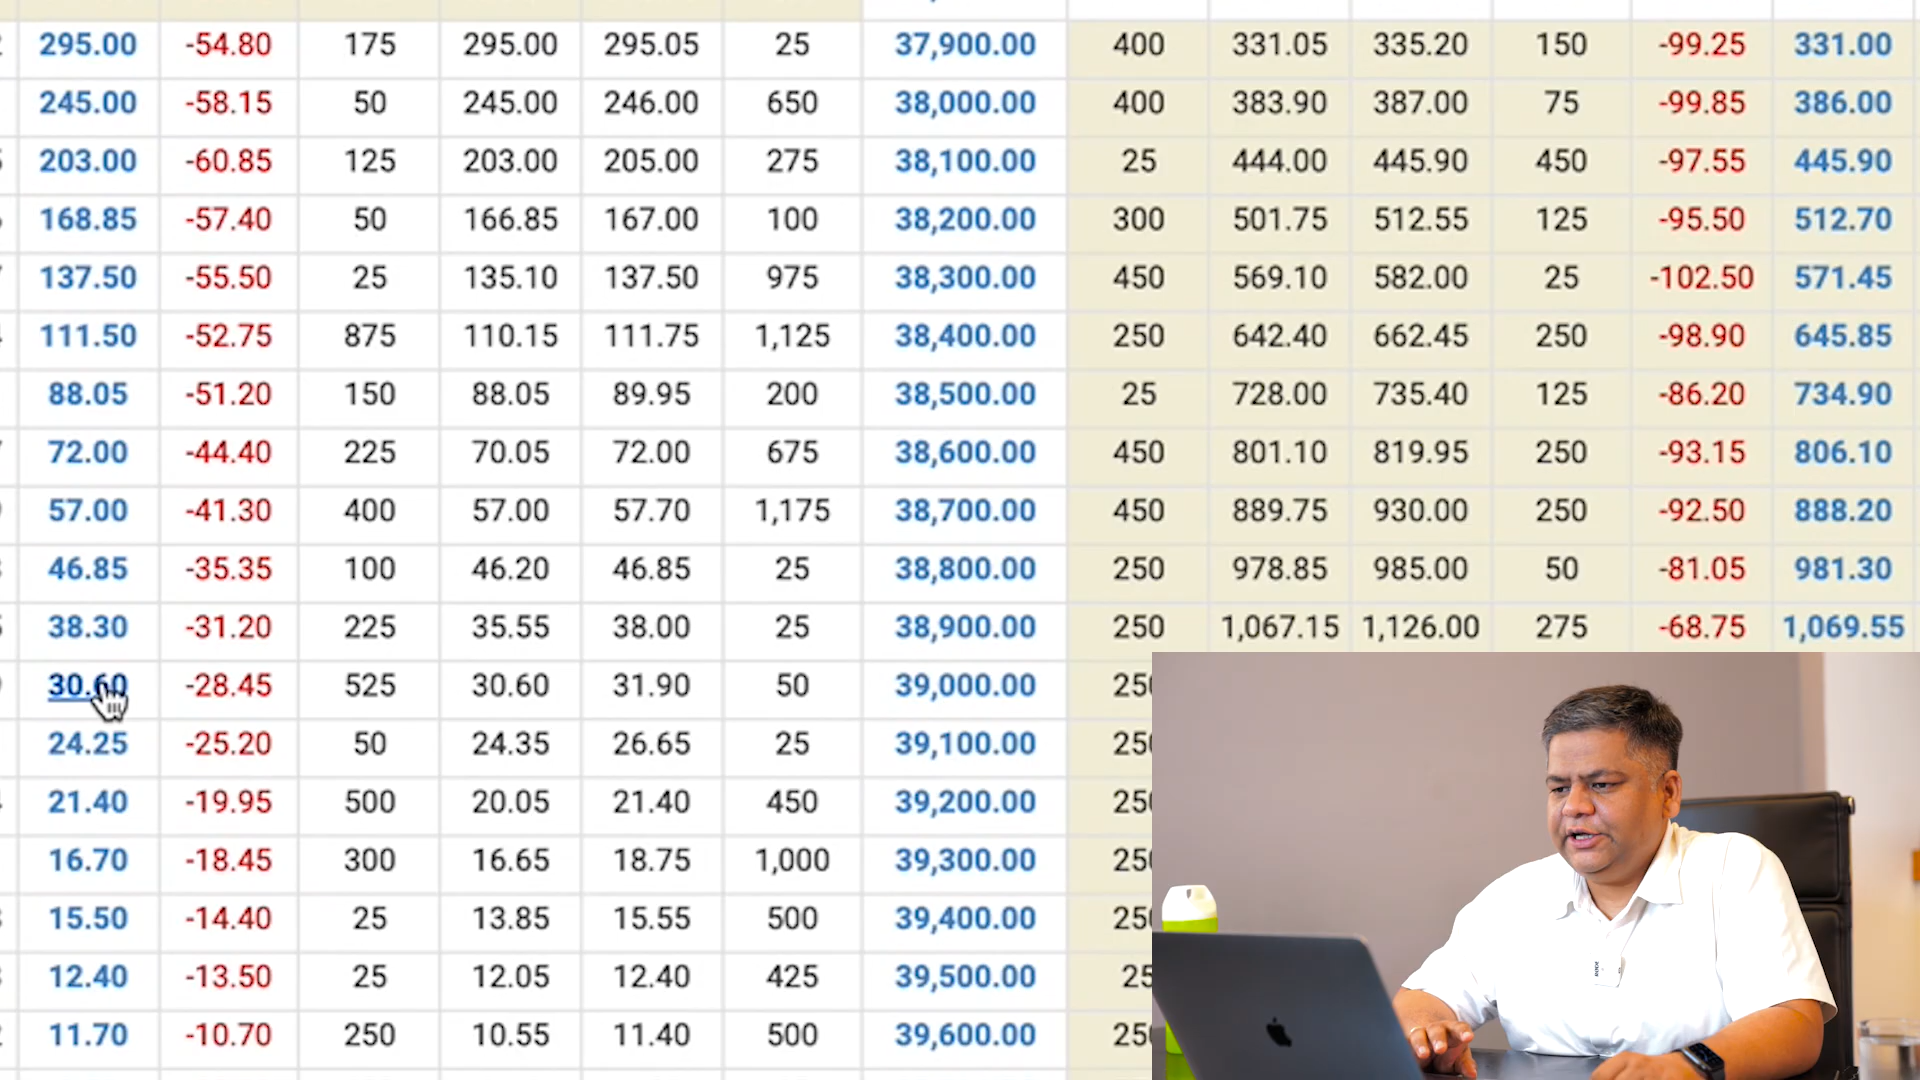 295.00 -54.80 175 295.00 295.05 25 37,900.00 400 331.05 335.20 150 -99.25 331.00
245.00 -58.15 50 245.00 246.00 650 38,000.00 400 383.90 387.00 75 -99.85 386.00
203.00 -60.85 125 203.00 205.00 275 38,100.00 25 444.00 445.90 450 -97.55 445.90
168.85 -57.40 50 166.85 167.00 100 38,200.00 300 501.75 512.55 125 -95.50 512.70
137.50 -55.50 25 135.10 137.50 975 38,300.00 450 569.10 582.00 25 -102.50 571.45
111.50 -52.75 875 110.15 111.75 1,125 38,400.00 250 642.40 662.45 250 -98.90 645.85
88.05 -51.20 150 88.05 89.95 200 38,500.00 25 728.00 735.40 125 -86.20 734.90
72.00 -44.40 225 70.05 72.00 675 38,600.00 450 801.10 819.95 250 -93.15 806.10
57.00 -41.30 400 57.00 57.70 1,175 38,700.00 450 889.75 930.00 250 -92.50 888.20
46.85 -35.35 100 46.20 46.85 25 38,800.00 250 978.85 985.00 50 -81.05 981.30
38.30 -31.20 225 35.55 38.00 25 38,900.00 250 1,067.15 1,126.00 275 -68.75 1,069.55
30.60 -28.45 525 30.60 31.90 50 39,000.00
24.25 -25.20 50 24.35 26.65 25 39,100.00
21.40 -19.95 500 20.05 21.40 450 39,200.00
16.70 -18.45 300 16.65 18.75 1,000 39,300.00
15.50 -14.40 25 13.85 15.55 500 39,400.00
12.40 -13.50 25 12.05 12.40 425 39,500.00
11.70 -10.70 250 10.55 11.40 500 39,600.00